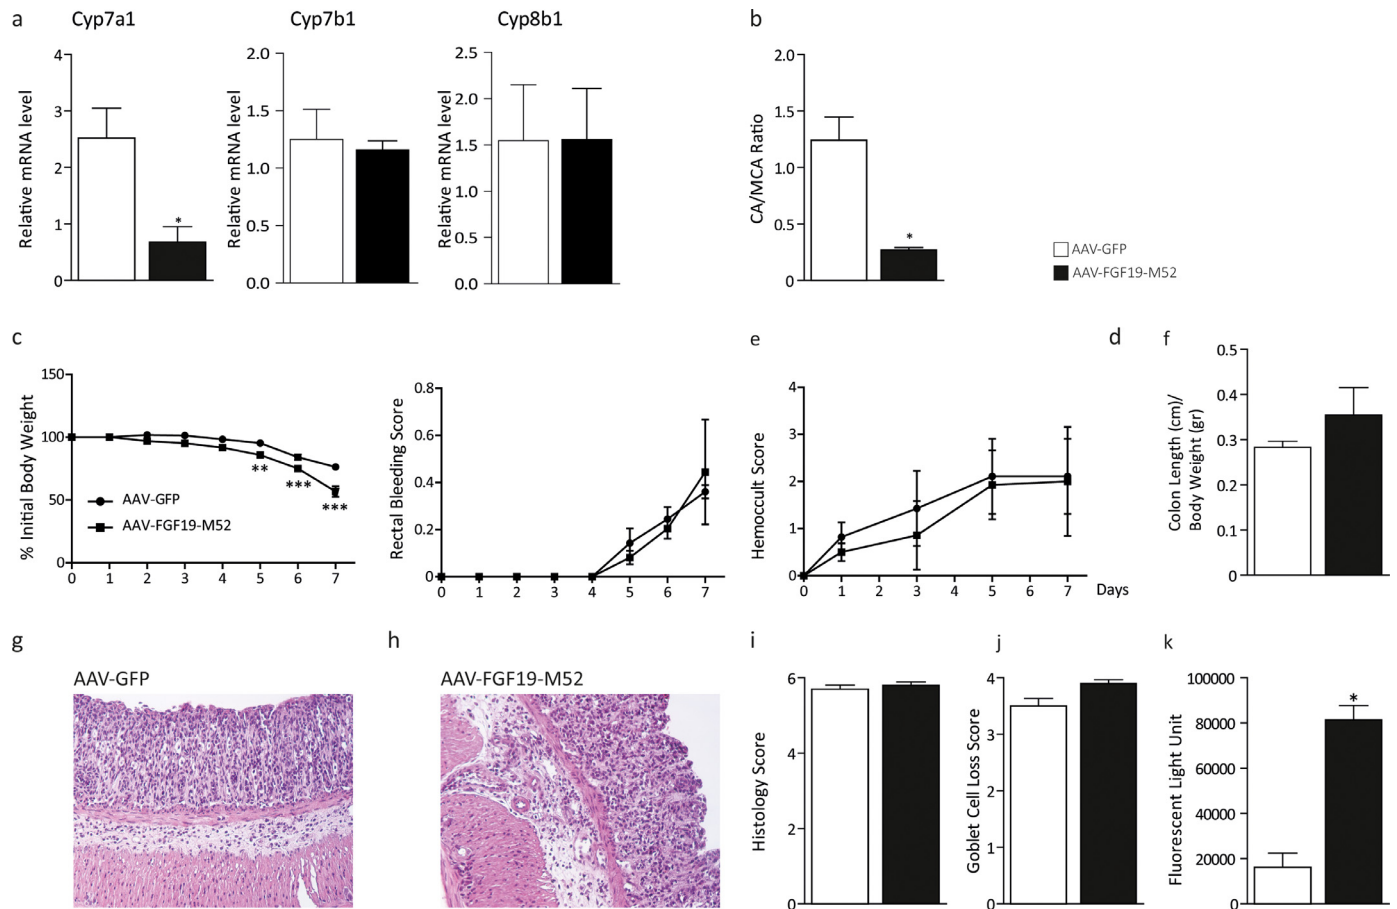 a
Cyp7a1
Cyp7b1
Cyp8b1
b
Relative mRNA level
4
3
2
1
0
*
Relative mRNA level
2.0
1.5
1.0
0.5
0.0
Relative mRNA level
2.5
2.0
1.5
1.0
0.5
0.0
CA/MCA Ratio
2.0
1.5
1.0
0.5
0
*
AAV-GFP
AAV-FGF19-M52
c
e
d
f
% Initial Body Weight
150
100
50
0
**
***
***
AAV-GFP
AAV-FGF19-M52
0 1 2 3 4 5 6 7
Rectal Bleeding Score
0.8
0.6
0.4
0.2
0
0 1 2 3 4 5 6 7
Hemoccult Score
4
3
2
1
0
0 1 2 3 4 5 6 7 Days
Colon Length (cm)/
Body Weight (gr)
0.5
0.4
0.3
0.2
0.1
0
g
h
i
j
k
AAV-GFP
AAV-FGF19-M52
Histology Score
6
4
2
0
Goblet Cell Loss Score
4
3
2
1
0
Fluorescent Light Unit
100000
80000
60000
40000
20000
0
*